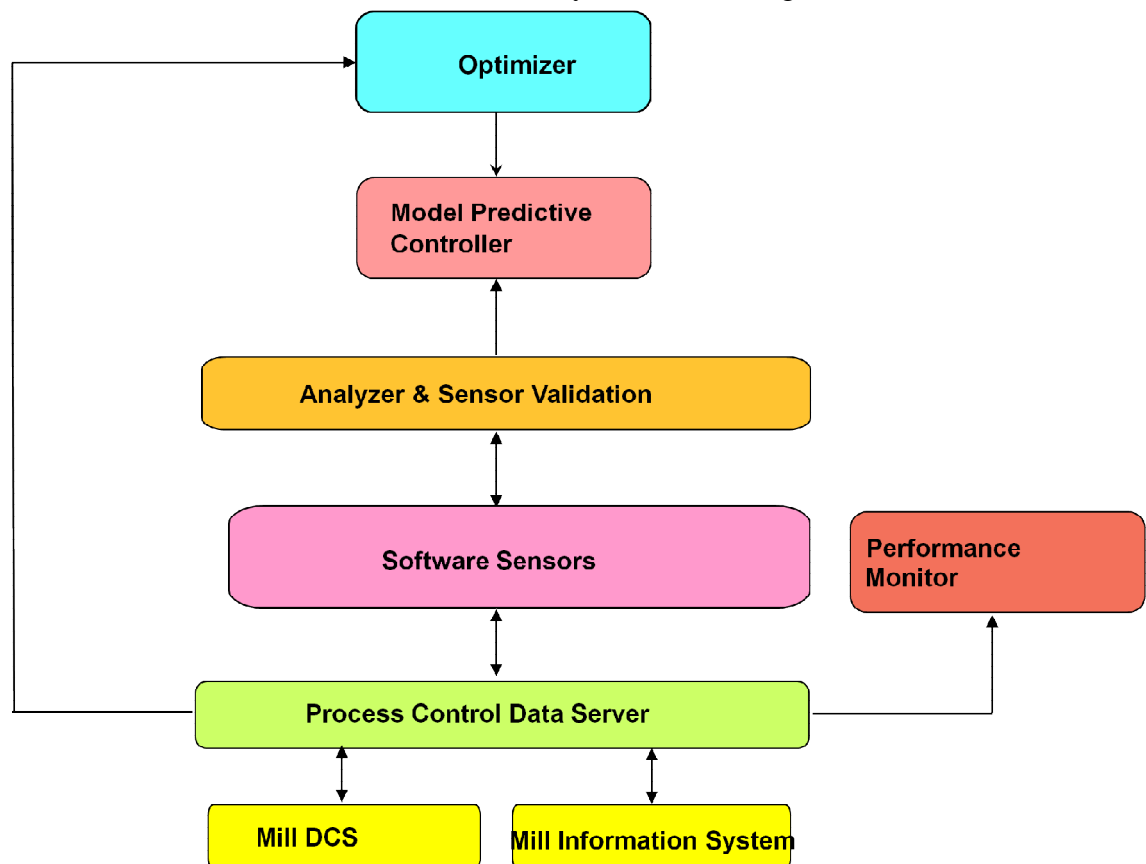 Optimizer
Model Predictive
Controller
Analyzer & Sensor Validation
Software Sensors
Performance
Monitor
Process Control Data Server
Mill DCS
Mill Information System